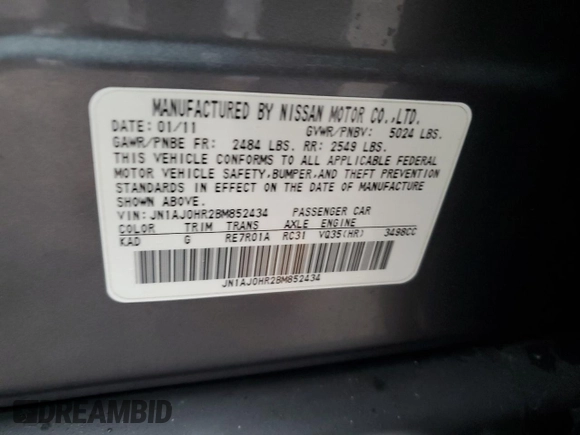 MANUFACTURED BY NISSAN MOTOR CO.,LTD.
DATE: 01/11 GVWR/PNBV: 5024 LBS.
GAWR/PNBE FR: 2484 LBS. RR: 2549 LBS.
THIS VEHICLE CONFORMS TO ALL APPLICABLE FEDERAL
MOTOR VEHICLE SAFETY,BUMPER,AND THEFT PREVENTION
STANDARDS IN EFFECT ON THE DATE OF MANUFACTURE
SHOWN ABOVE.
VIN: JN1AJ0HR2BM852434 PASSENGER CAR
COLOR TRIM TRANS AXLE ENGINE
KAD G RE7R01A RC31 VQ35(HR) 3498CC
JN1AJ0HR2BM852434
DREAMBID